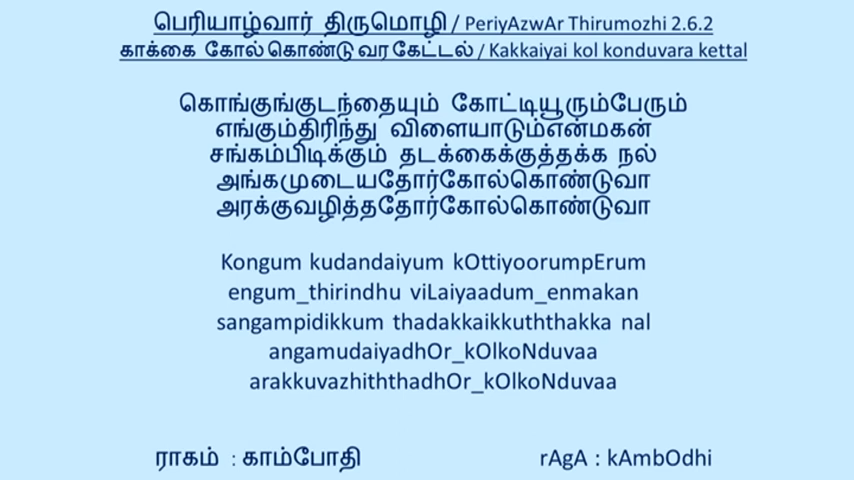 பெரியாழ்வார் திருமொழி / PeriyAzwAr Thirumozhi 2.6.2
காக்கை கோல் கொண்டு வர கேட்டல் / Kakkaiyai kol konduvara kettal
கொங்குங்குடந்தையும் கோட்டியூரும்பேரும்
எங்கும்திரிந்து விளையாடும்என்மகன்
சங்கம்பிடிக்கும் தடக்கைக்குத்தக்க நல்
அங்கமுடையதோர்கோல்கொண்டுவா
அரக்குவழித்ததோர்கோல்கொண்டுவா
Kongum kudandaiyum kOttiyoorumpErum
engum_thirindhu viLaiyaadum_enmakan
sangampidikkum thadakkaikkuththakka nal
angamudaiyadhOr_kOlkoNduvaa
arakkuvazhiththadhOr_kOlkoNduvaa
ராகம் : காம்போதி rAgA : kAmbOdhi